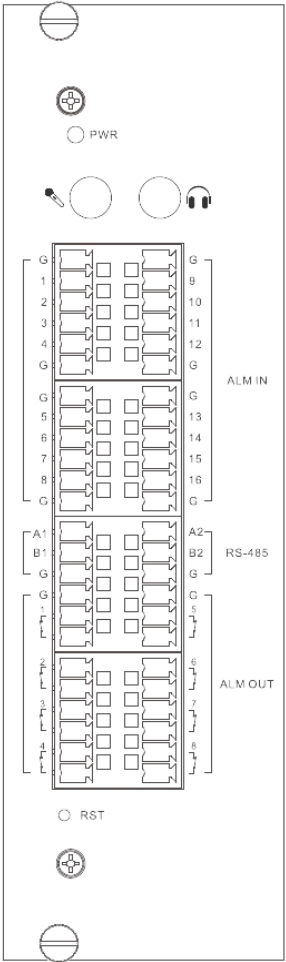 PWR
G G
1 9
2 10
3 11
4 12
G G
ALM IN
G G
5 13
6 14
7 15
8 16
G G
A1 A2
B1 B2 RS-485
G G
G G
1 5
2 6
ALM OUT
3 7
4 8
RST